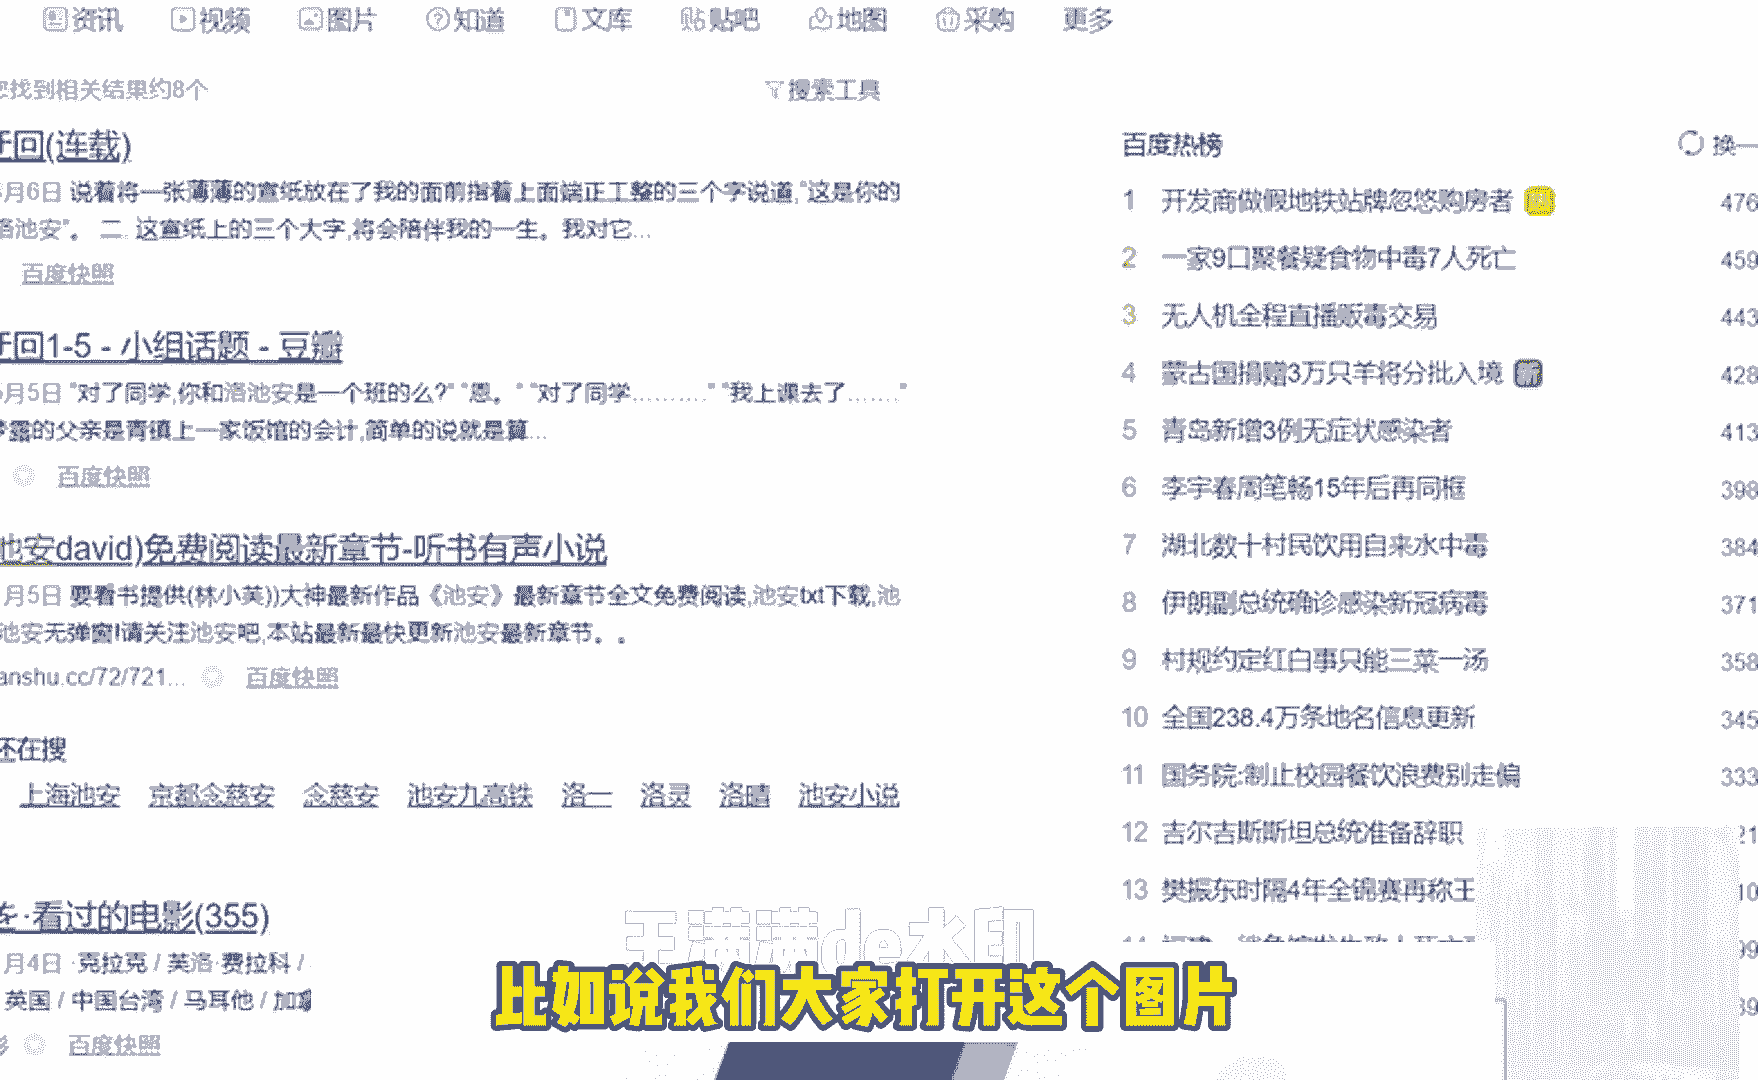 资讯 视频 图片 知道 文库 贴吧 地图 采购 更多
找到相关结果约8个 搜索工具
回(连载)
月6日 说着将一张薄薄的宣纸放在了我的面前指着上面端正工整的三个字说道,“这是你的
池安”。 二 这宣纸上的三个大字,将会陪伴我的一生。我对它...
百度快照
回1-5 - 小组话题 - 豆瓣
月5日 “对了同学,你和洛池安是一个班的么?” “恩。” “对了同学.........” “我上课去了.......”
露的父亲是青镇上一家饭馆的会计,简单的说就是算...
百度快照
池安david)免费阅读最新章节-听书有声小说
月5日 要看书提供(林小芙))大神最新作品《池安》最新章节全文免费阅读,池安txt下载,池
池安无弹窗!请关注池安吧,本站最新最快更新池安最新章节。。
anshu.cc/72/721... 百度快照
还在搜
上海池安 京都念慈安 念慈安 池安九高铁 洛一 洛灵 洛晴 池安小说
·看过的电影(355)
月4日 ·克拉克 / 芙洛·费拉科 /
英国 / 中国台湾 / 马耳他 / 加拿
百度快照
百度热榜 换一
1 开发商做假地铁站牌忽悠购房者 476
2 一家9口聚餐疑食物中毒7人死亡 459
3 无人机全程直播贩毒交易 443
4 蒙古国捐赠3万只羊将分批入境 新 428
5 青岛新增3例无症状感染者 413
6 李宇春周笔畅15年后再同框 398
7 湖北数十村民饮用自来水中毒 384
8 伊朗副总统确诊感染新冠病毒 371
9 村规约定红白事只能三菜一汤 358
10 全国238.4万条地名信息更新 345
11 国务院:制止校园餐饮浪费别走偏 333
12 吉尔吉斯斯坦总统准备辞职 21
13 樊振东时隔4年全锦赛再称王 10
王满满de水印
比如说我们大家打开这个图片